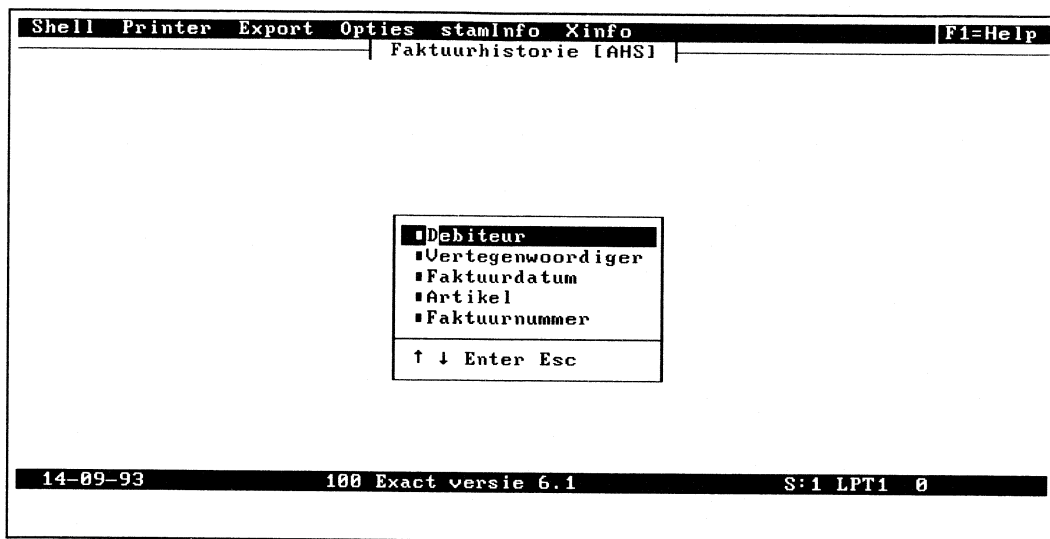 Shell Printer Export Opties stamInfo Xinfo F1=Help
Faktuurhistorie [AHS]
Debiteur
Vertegenwoordiger
Faktuurdatum
Artikel
Faktuurnummer
↑ ↓ Enter Esc
14-09-93 100 Exact versie 6.1 S:1 LPT1 0